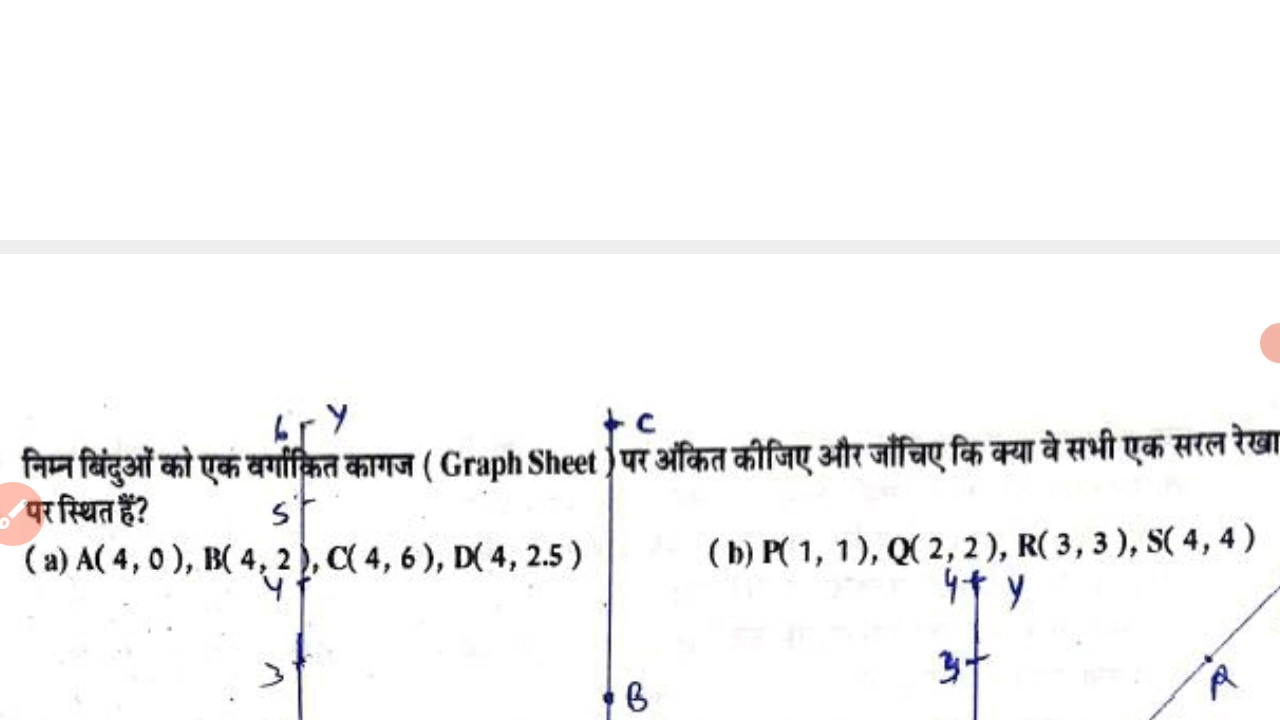 6 Y C
निम्न बिंदुओं को एक वर्गांकित कागज ( Graph Sheet ) पर अंकित कीजिए और जाँचिए कि क्या वे सभी एक सरल रेखा
पर स्थित हैं?
5
( a ) A( 4, 0 ), B( 4, 2 ), C( 4, 6 ), D( 4, 2.5 ) ( b ) P( 1, 1 ), Q( 2, 2 ), R( 3, 3 ), S( 4, 4 )
4 4 Y
3 3 R
B